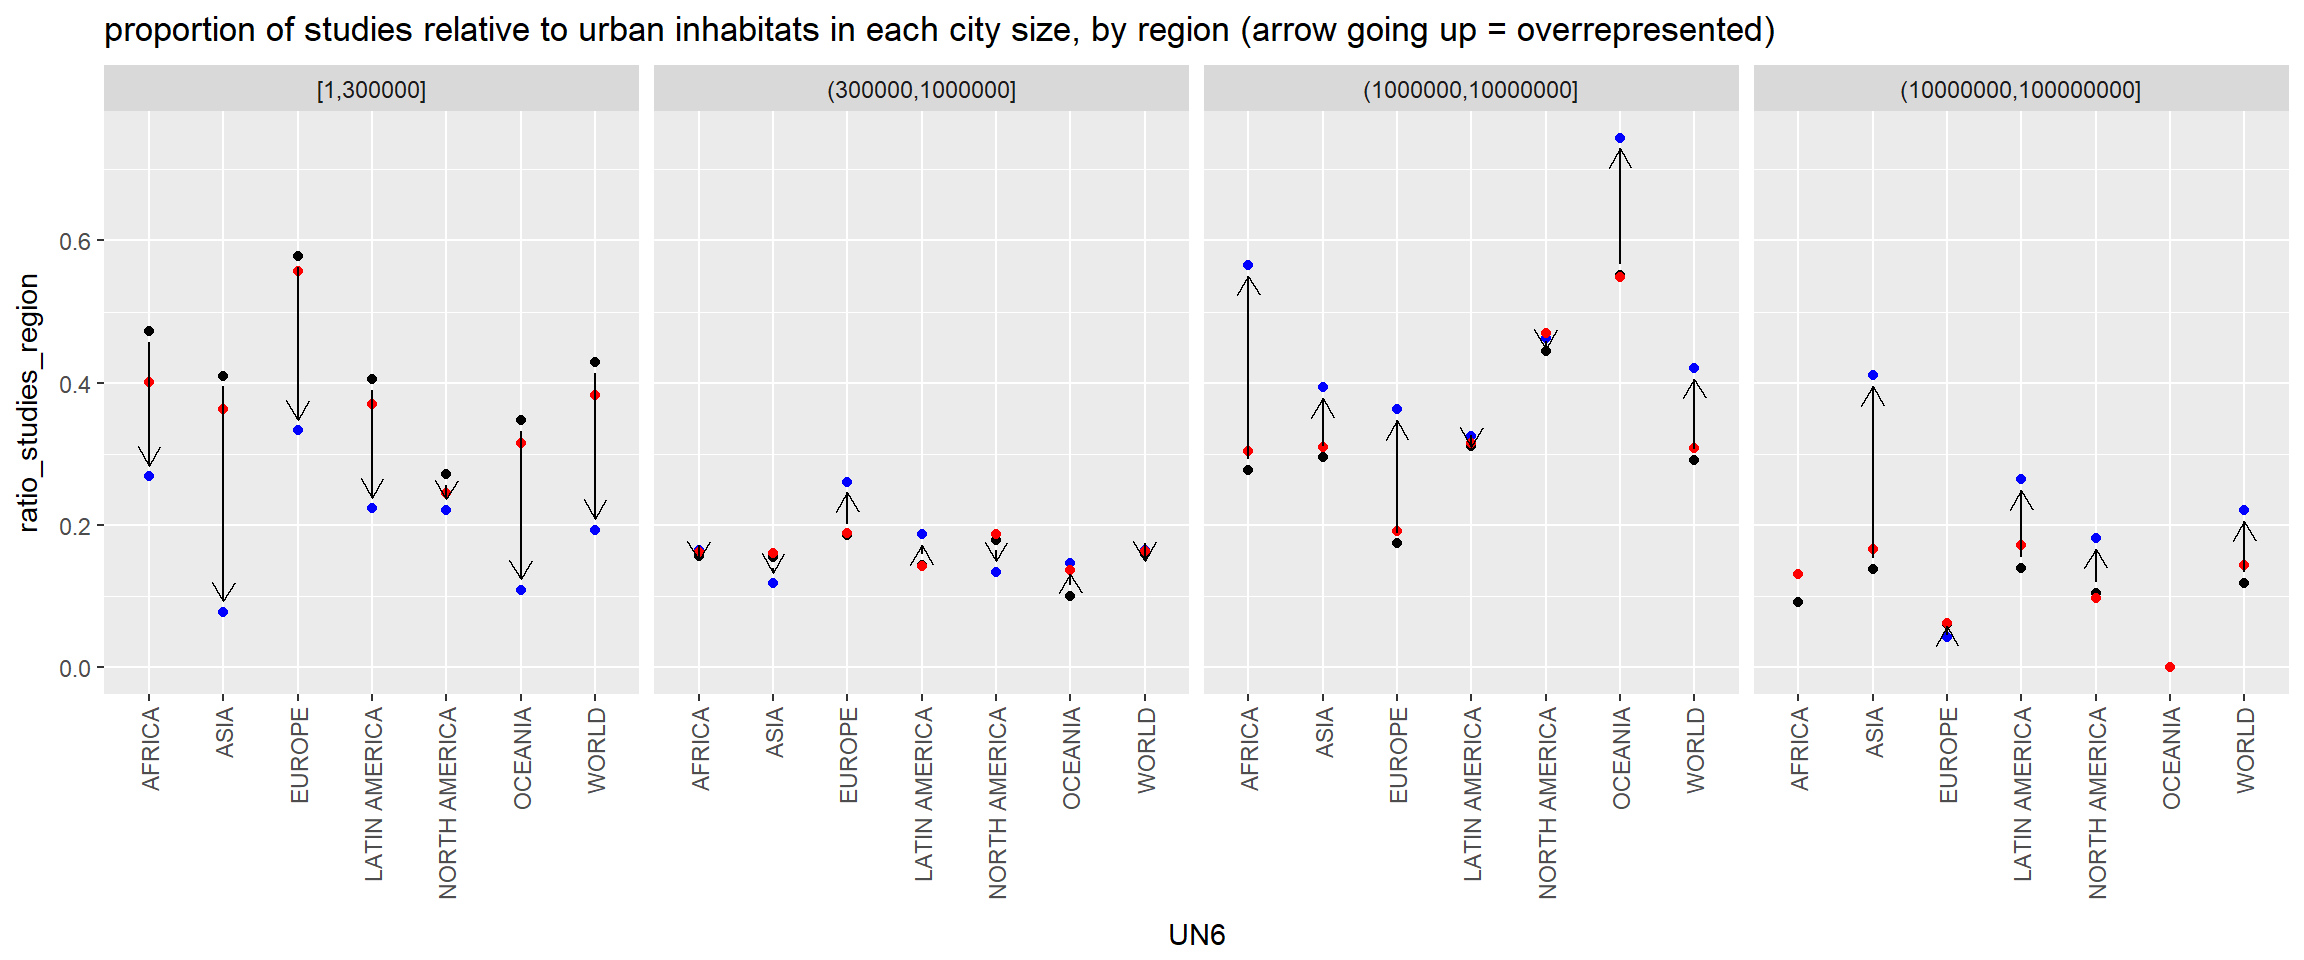 proportion of studies relative to urban inhabitats in each city size, by region (arrow going up = overrepresented)
[1,300000]
(300000,1000000]
(1000000,10000000]
(10000000,100000000]
ratio_studies_region
0.6
0.4
0.2
0.0
AFRICA
ASIA
EUROPE
LATIN AMERICA
NORTH AMERICA
OCEANIA
WORLD
AFRICA
ASIA
EUROPE
LATIN AMERICA
NORTH AMERICA
OCEANIA
WORLD
AFRICA
ASIA
EUROPE
LATIN AMERICA
NORTH AMERICA
OCEANIA
WORLD
AFRICA
ASIA
EUROPE
LATIN AMERICA
NORTH AMERICA
OCEANIA
WORLD
UN6